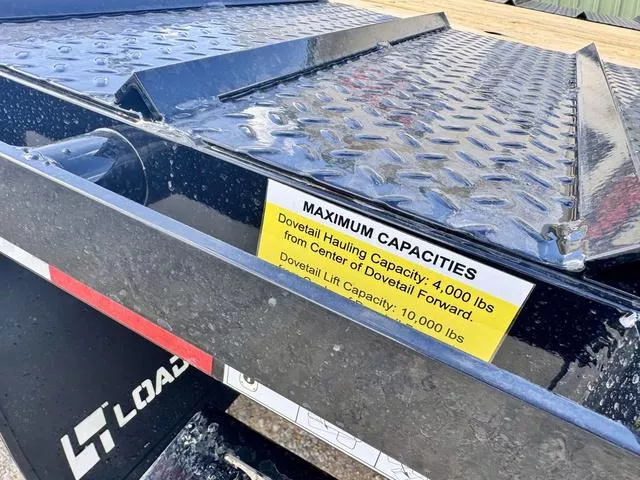 MAXIMUM CAPACITIES
Dovetail Hauling Capacity: 4,000 lbs
from Center of Dovetail Forward.
Dovetail Lift Capacity: 10,000 lbs
LOAD